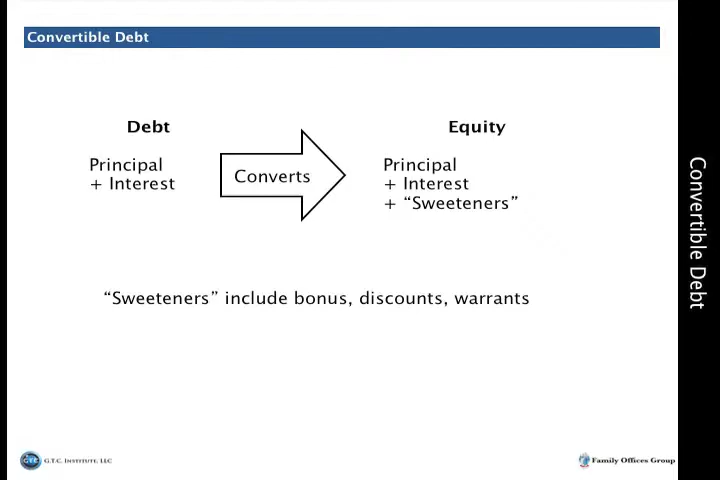 Convertible Debt
Debt
Equity
Principal
+ Interest
Converts
Principal
+ Interest
+ “Sweeteners”
“Sweeteners” include bonus, discounts, warrants
GTC
G.T.C. Institute, LLC
Family Offices Group
Convertible Debt